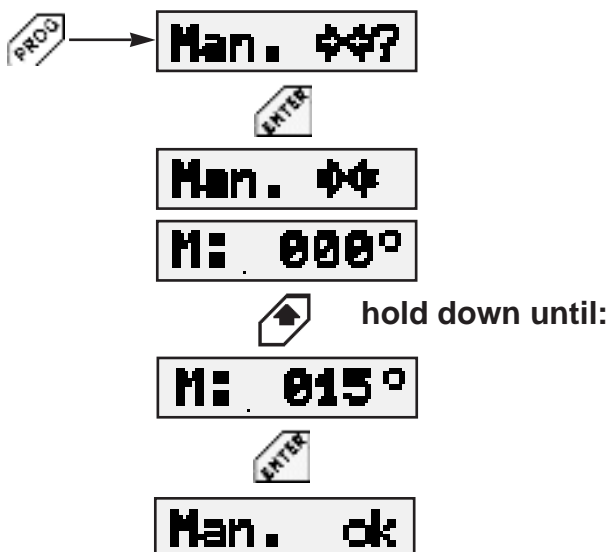 PROG
Man. ?
ENTER
Man.
M: 000°
hold down until:
M: 015°
ENTER
Man. ok